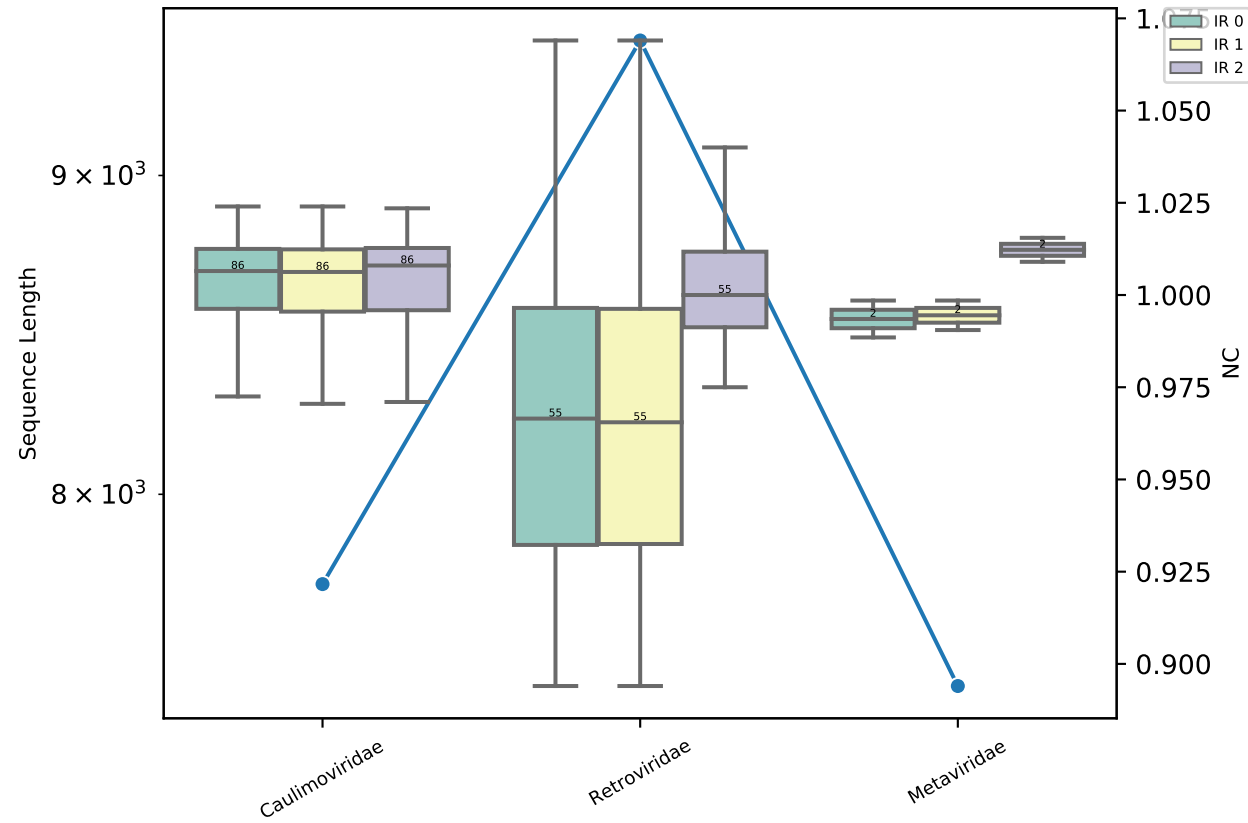 1.075
IR 0
IR 1
IR 2
1.050
9 × 10³
1.025
86
86
86
Sequence Length
55
1.000
2
2
2
NC
0.975
55
55
0.950
8 × 10³
0.925
0.900
Caulimoviridae
Retroviridae
Metaviridae